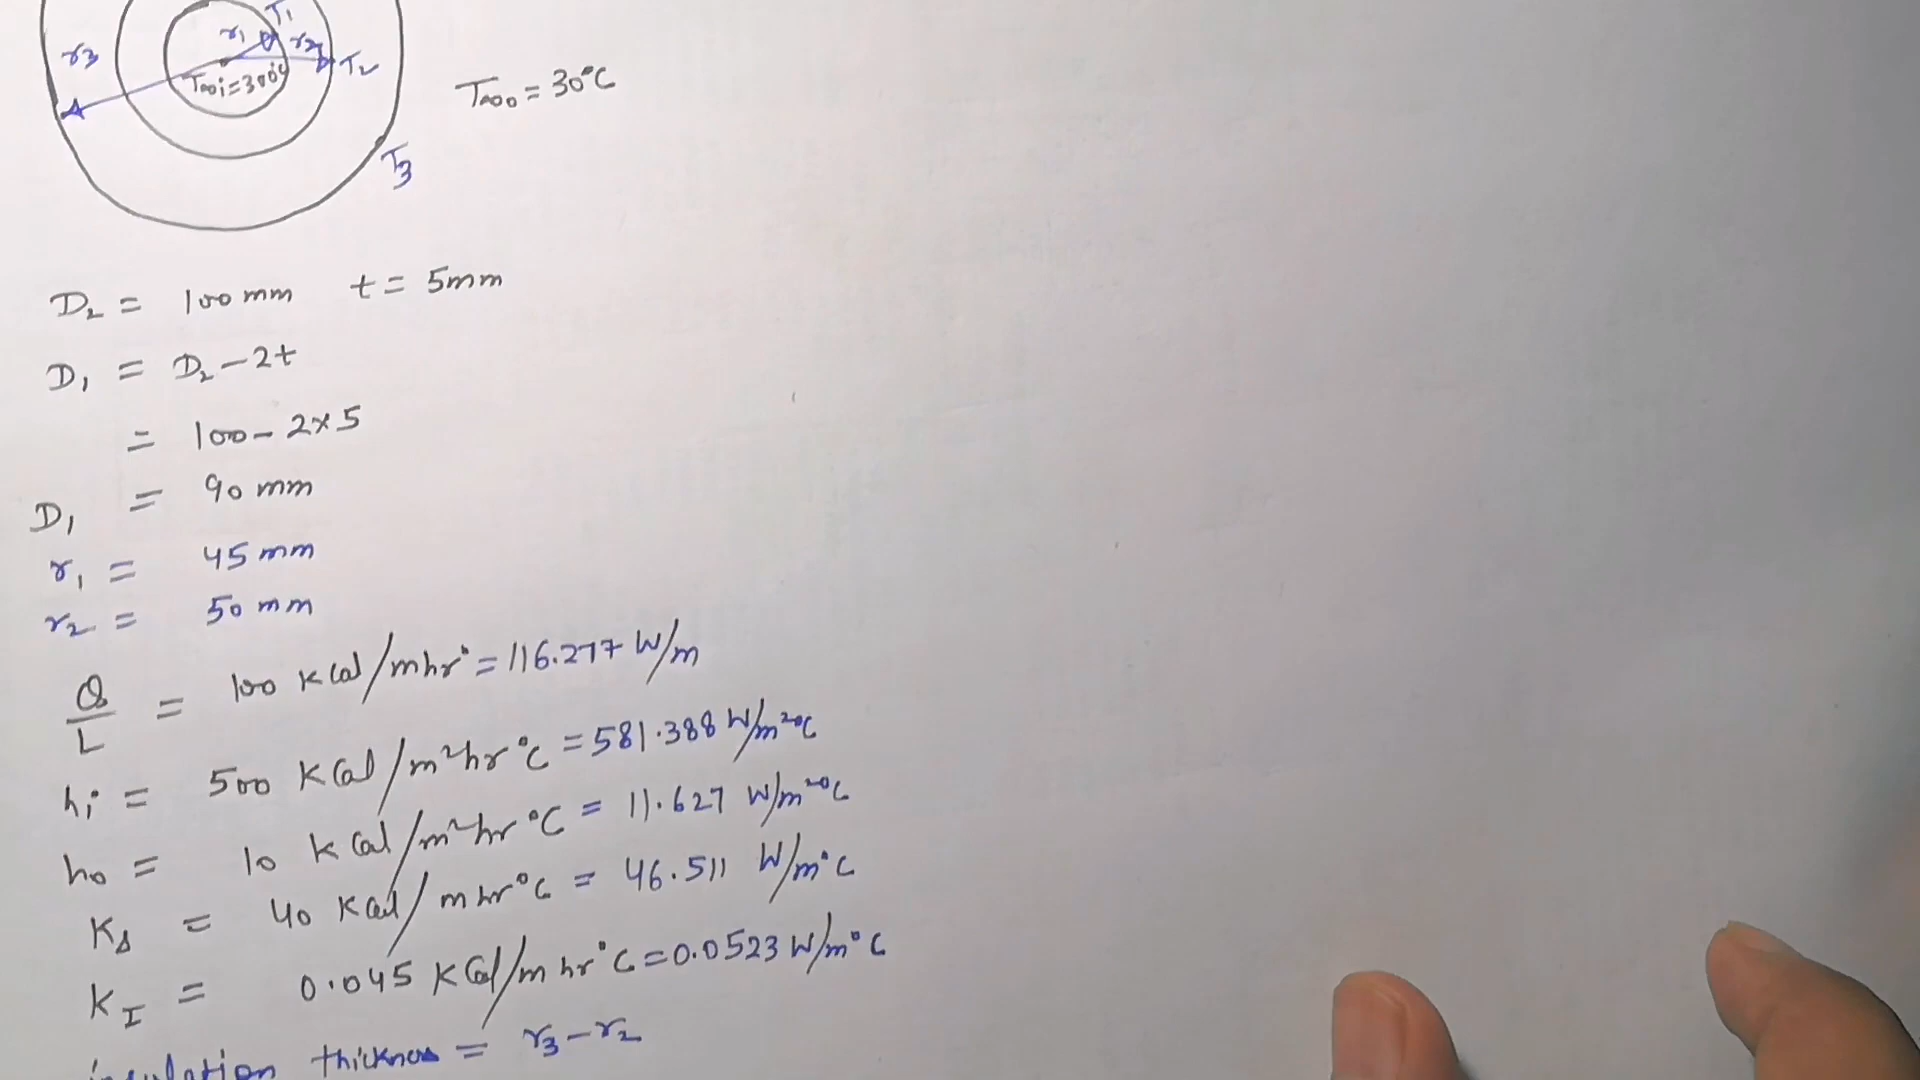 T₁
r₁ r₂
r₃ T₂
T∞i = 300°C
T∞o = 30°C
T₃
D₂ = 100 mm t = 5mm
D₁ = D₂ - 2t
= 100 - 2×5
D₁ = 90 mm
r₁ = 45 mm
r₂ = 50 mm
Q/L = 100 kcal/mhr = 116.277 W/m
hi = 500 kcal/m²hr°C = 581.388 W/m²°C
ho = 10 kcal/m²hr°C = 11.627 W/m²°C
Ks = 40 kcal/mhr°C = 46.511 W/m°C
KI = 0.045 kcal/mhr°C = 0.0523 W/m°C
insulation thickness = r₃ - r₂